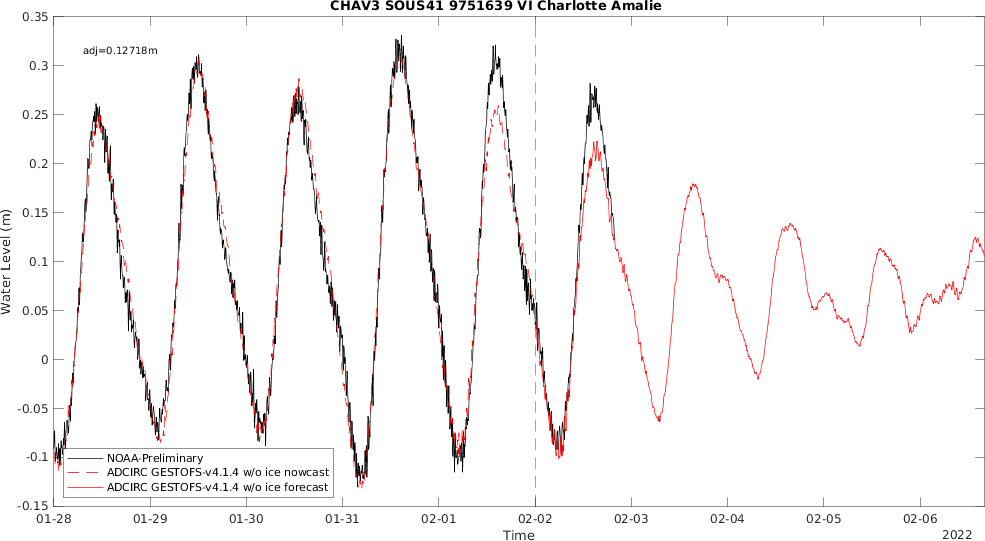 CHAV3 SOUS41 9751639 VI Charlotte Amalie
adj=0.12718m
Water Level (m)
0.35
0.3
0.25
0.2
0.15
0.1
0.05
0
-0.05
-0.1
-0.15
NOAA-Preliminary
ADCIRC GESTOFS-v4.1.4 w/o ice nowcast
ADCIRC GESTOFS-v4.1.4 w/o ice forecast
01-28 01-29 01-30 01-31 02-01 02-02 02-03 02-04 02-05 02-06
Time
2022